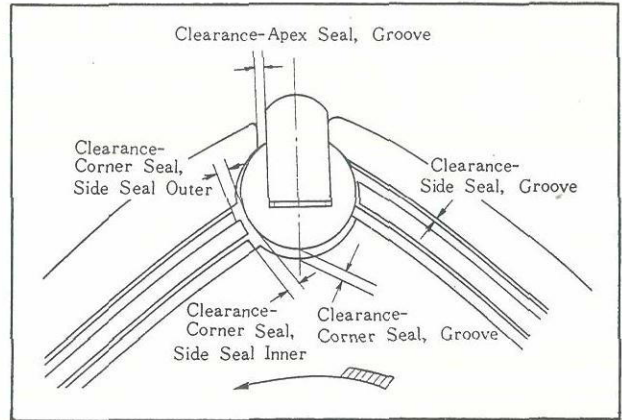 Clearance-Apex Seal, Groove
Clearance-
Corner Seal,
Side Seal Outer
Clearance-
Side Seal, Groove
Clearance-
Corner Seal,
Side Seal Inner
Clearance-
Corner Seal, Groove